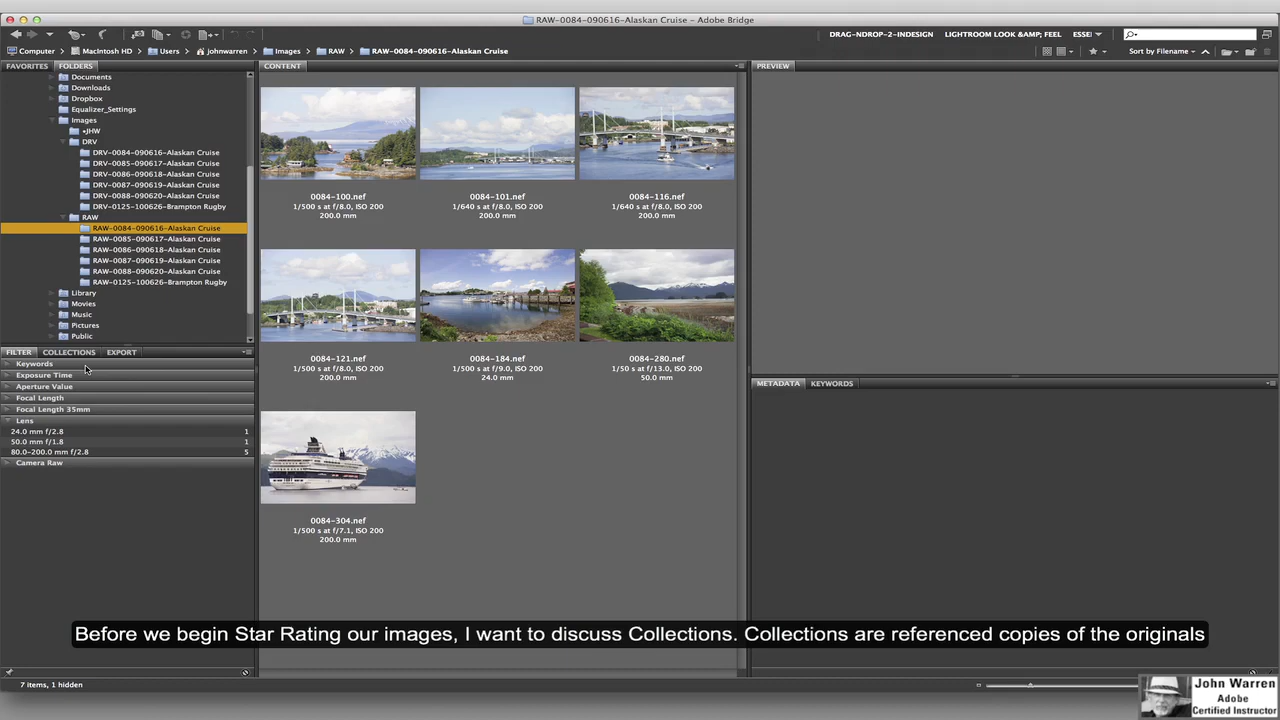 RAW-0084-090616-Alaskan Cruise – Adobe Bridge
DRAG-NDROP-2-INDESIGN LIGHTROOM LOOK &AMP; FEEL ESSE
Computer MacIntosh HD Users johnwarren Images RAW RAW-0084-090616-Alaskan Cruise
Sort by Filename
FAVORITES FOLDERS
Documents
Downloads
Dropbox
Equalizer_Settings
Images
•JHW
DRV
DRV-0084-090616-Alaskan Cruise
DRV-0085-090617-Alaskan Cruise
DRV-0086-090618-Alaskan Cruise
DRV-0087-090619-Alaskan Cruise
DRV-0088-090620-Alaskan Cruise
DRV-0125-100626-Brampton Rugby
RAW
RAW-0084-090616-Alaskan Cruise
RAW-0085-090617-Alaskan Cruise
RAW-0086-090618-Alaskan Cruise
RAW-0087-090619-Alaskan Cruise
RAW-0088-090620-Alaskan Cruise
RAW-0125-100626-Brampton Rugby
Library
Movies
Music
Pictures
Public
FILTER COLLECTIONS EXPORT
Keywords
Exposure Time
Aperture Value
Focal Length
Focal Length 35mm
Lens
24.0 mm f/2.8 1
50.0 mm f/1.8 1
80.0-200.0 mm f/2.8 5
Camera Raw
CONTENT
0084-100.nef
1/500 s at f/8.0, ISO 200
200.0 mm
0084-101.nef
1/640 s at f/8.0, ISO 200
200.0 mm
0084-116.nef
1/640 s at f/8.0, ISO 200
200.0 mm
0084-121.nef
1/500 s at f/8.0, ISO 200
200.0 mm
0084-184.nef
1/500 s at f/9.0, ISO 200
24.0 mm
0084-280.nef
1/50 s at f/13.0, ISO 200
50.0 mm
0084-304.nef
1/500 s at f/7.1, ISO 200
200.0 mm
PREVIEW
METADATA KEYWORDS
Before we begin Star Rating our images, I want to discuss Collections. Collections are referenced copies of the originals
7 items, 1 hidden
John Warren
Adobe
Certified Instructor